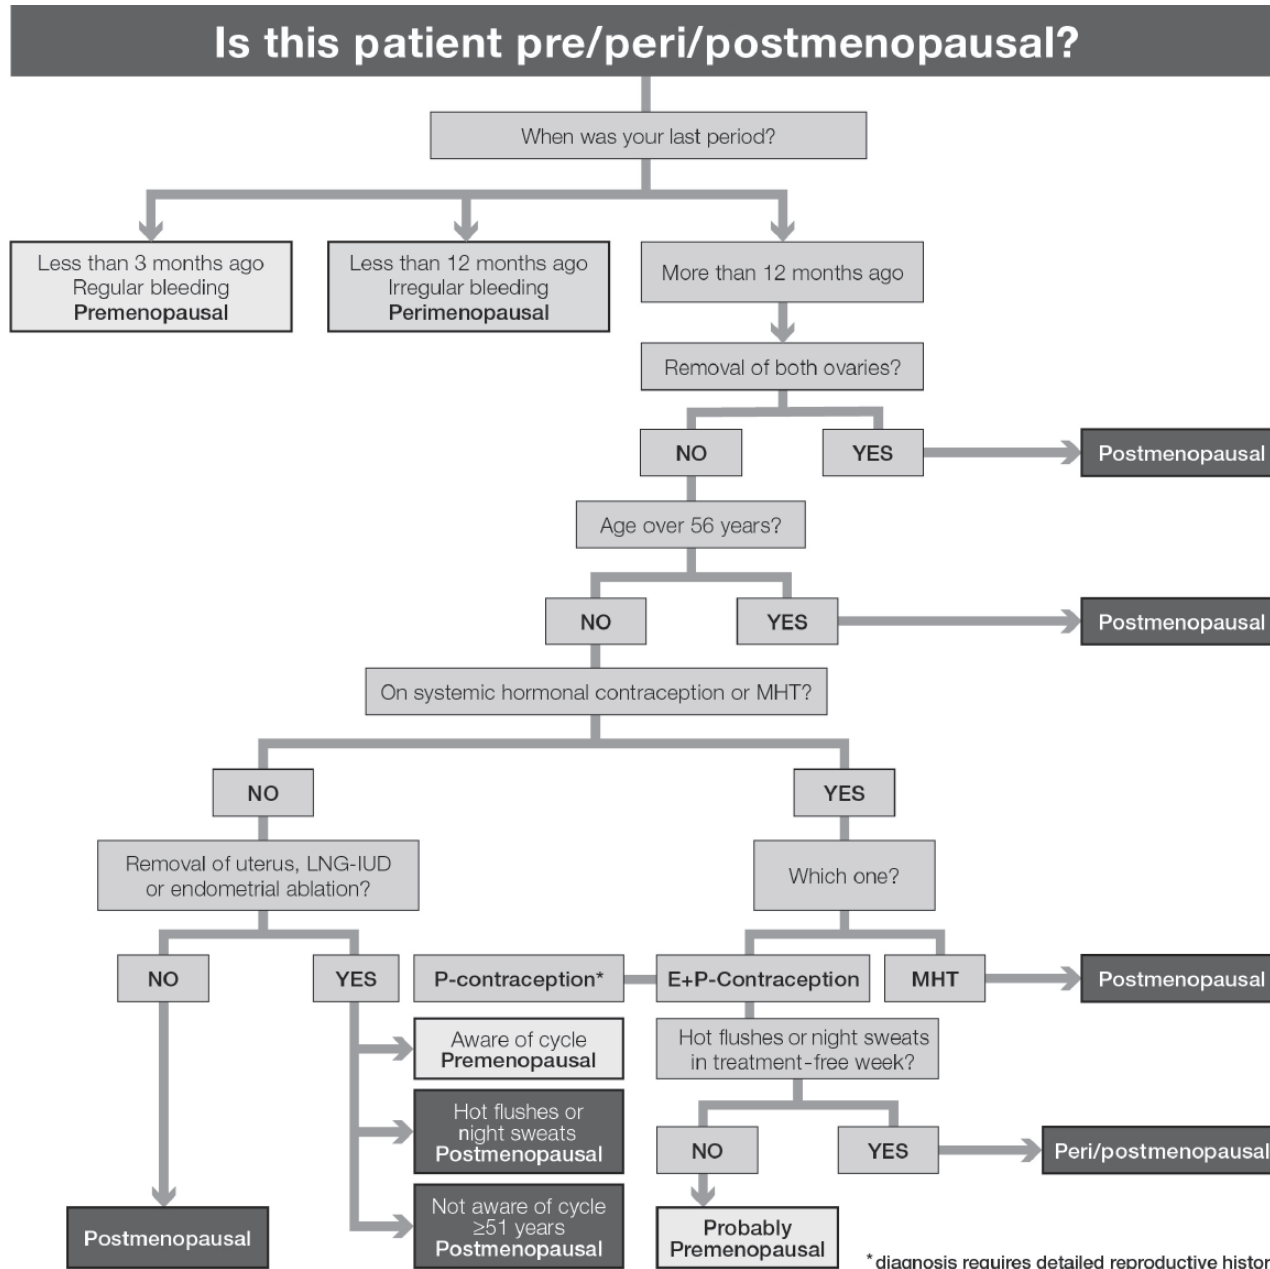 Is this patient pre/peri/postmenopausal?
When was your last period?
Less than 3 months ago
Regular bleeding
Premenopausal
Less than 12 months ago
Irregular bleeding
Perimenopausal
More than 12 months ago
Removal of both ovaries?
NO
YES
Postmenopausal
Age over 56 years?
NO
YES
Postmenopausal
On systemic hormonal contraception or MHT?
NO
YES
Removal of uterus, LNG-IUD
or endometrial ablation?
Which one?
NO
YES
P-contraception*
E+P-Contraception
MHT
Postmenopausal
Aware of cycle
Premenopausal
Hot flushes or night sweats
in treatment-free week?
Hot flushes or
night sweats
Postmenopausal
NO
YES
Peri/postmenopausal
Not aware of cycle
≥51 years
Postmenopausal
Postmenopausal
Probably
Premenopausal
* diagnosis requires detailed reproductive